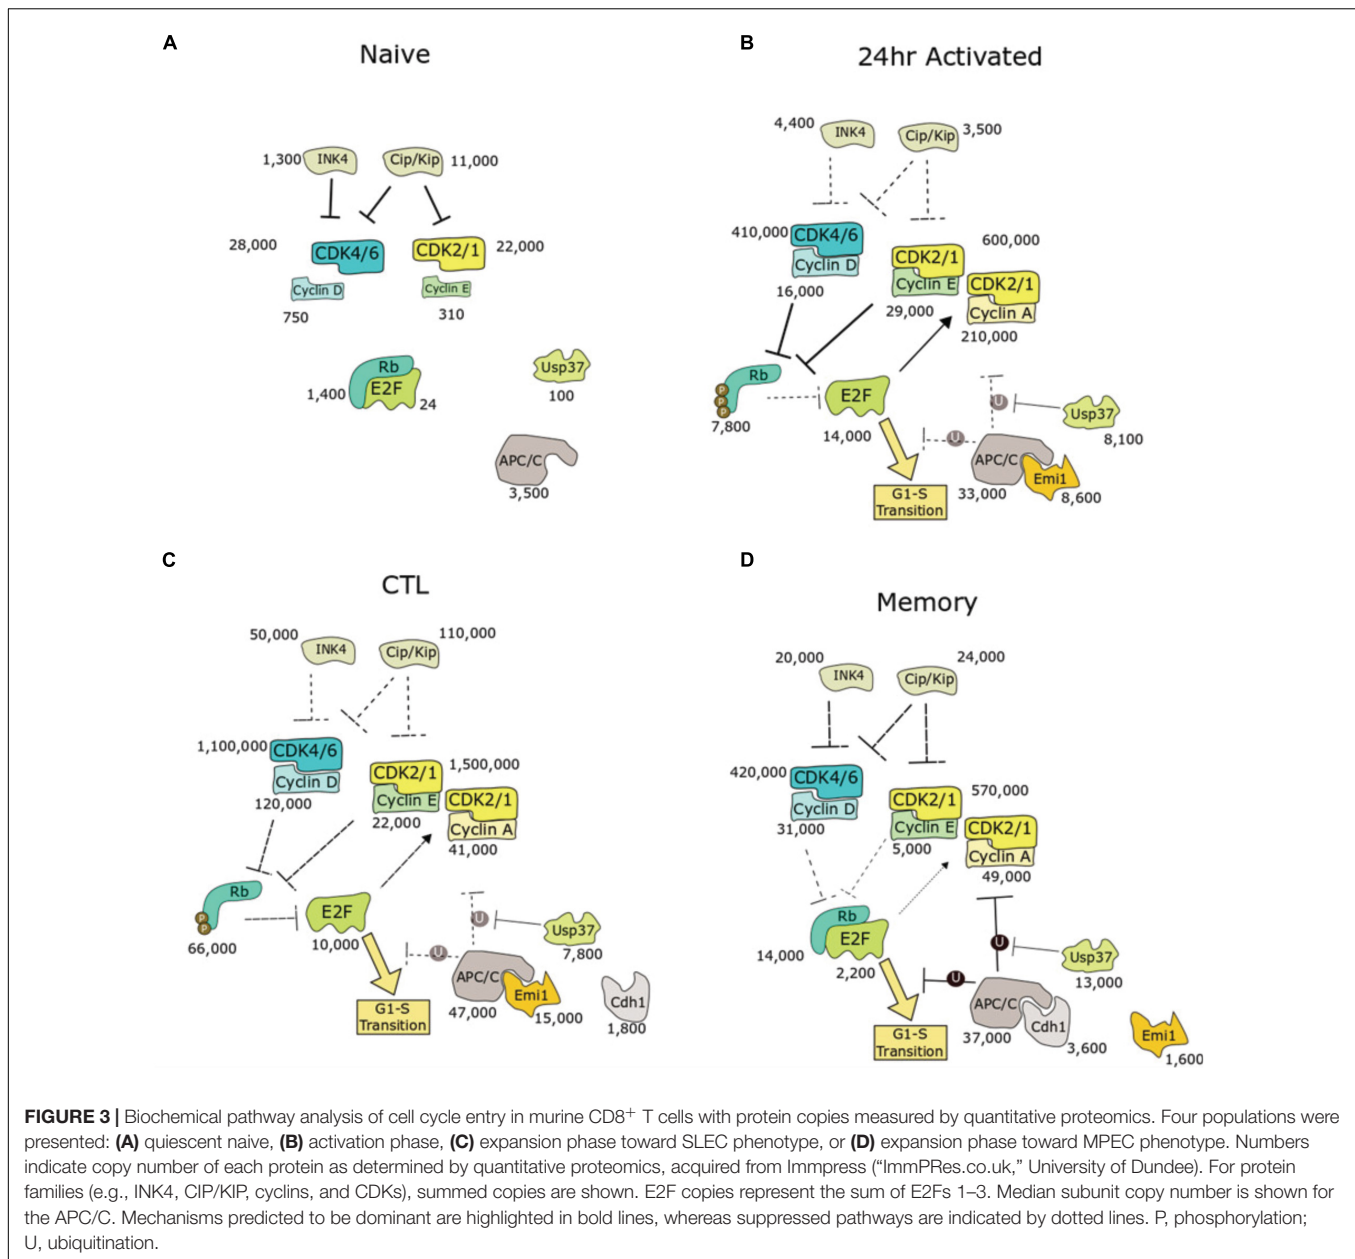 A
Naive
1,300
INK4
Cip/Kip
11,000
28,000
CDK4/6
CDK2/1
22,000
Cyclin D
Cyclin E
750
310
Rb
E2F
1,400
24
Usp37
100
APC/C
3,500
B
24hr Activated
4,400
INK4
Cip/Kip
3,500
410,000
CDK4/6
Cyclin D
16,000
600,000
CDK2/1
Cyclin E
29,000
CDK2/1
Cyclin A
210,000
Rb
P
P
P
7,800
E2F
14,000
U
U
Usp37
8,100
APC/C
Emi1
33,000
8,600
G1-S
Transition
C
CTL
50,000
INK4
Cip/Kip
110,000
1,100,000
CDK4/6
Cyclin D
120,000
1,500,000
CDK2/1
Cyclin E
22,000
CDK2/1
Cyclin A
41,000
Rb
P
P
66,000
E2F
10,000
U
U
Usp37
7,800
APC/C
Emi1
47,000
15,000
Cdh1
1,800
G1-S
Transition
D
Memory
20,000
INK4
Cip/Kip
24,000
420,000
CDK4/6
Cyclin D
31,000
570,000
CDK2/1
Cyclin E
5,000
CDK2/1
Cyclin A
49,000
Rb
E2F
14,000
2,200
U
U
Usp37
13,000
APC/C
Cdh1
37,000
3,600
Emi1
1,600
G1-S
Transition
FIGURE 3 | Biochemical pathway analysis of cell cycle entry in murine CD8+ T cells with protein copies measured by quantitative proteomics. Four populations were
presented: (A) quiescent naive, (B) activation phase, (C) expansion phase toward SLEC phenotype, or (D) expansion phase toward MPEC phenotype. Numbers
indicate copy number of each protein as determined by quantitative proteomics, acquired from Immpress (“ImmPRes.co.uk,” University of Dundee). For protein
families (e.g., INK4, CIP/KIP, cyclins, and CDKs), summed copies are shown. E2F copies represent the sum of E2Fs 1–3. Median subunit copy number is shown for
the APC/C. Mechanisms predicted to be dominant are highlighted in bold lines, whereas suppressed pathways are indicated by dotted lines. P, phosphorylation;
U, ubiquitination.